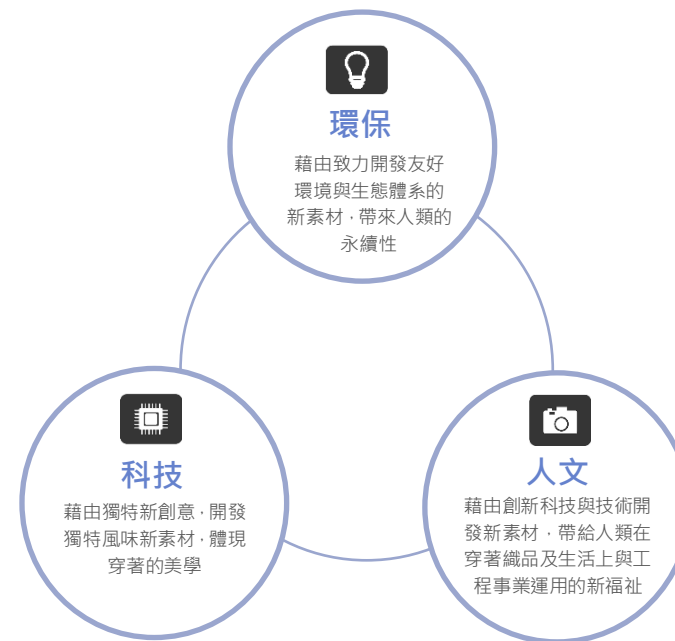 環保
藉由致力開發友好
環境與生態體系的
新素材，帶來人類的
永續性
科技
藉由獨特新創意，開發
獨特風味新素材，體現
穿著的美學
人文
藉由創新科技與技術開
發新素材，帶給人類在
穿著織品及生活上與工
程事業運用的新福祉